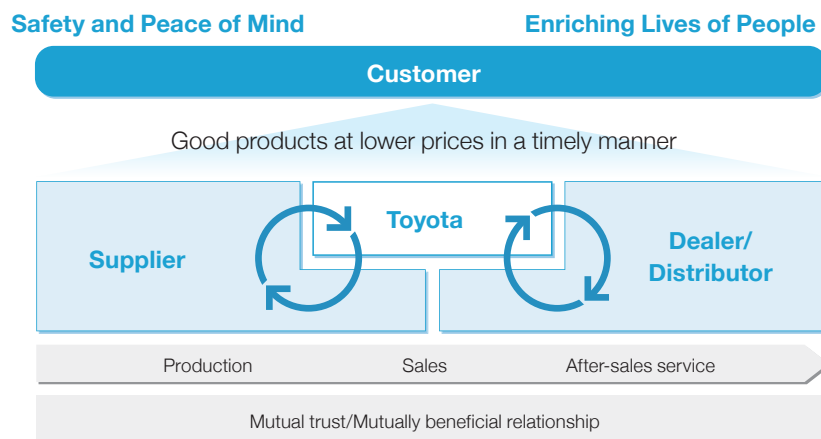 Safety and Peace of Mind
Enriching Lives of People
Customer
Good products at lower prices in a timely manner
Supplier
Toyota
Dealer/
Distributor
Production
Sales
After-sales service
Mutual trust/Mutually beneficial relationship